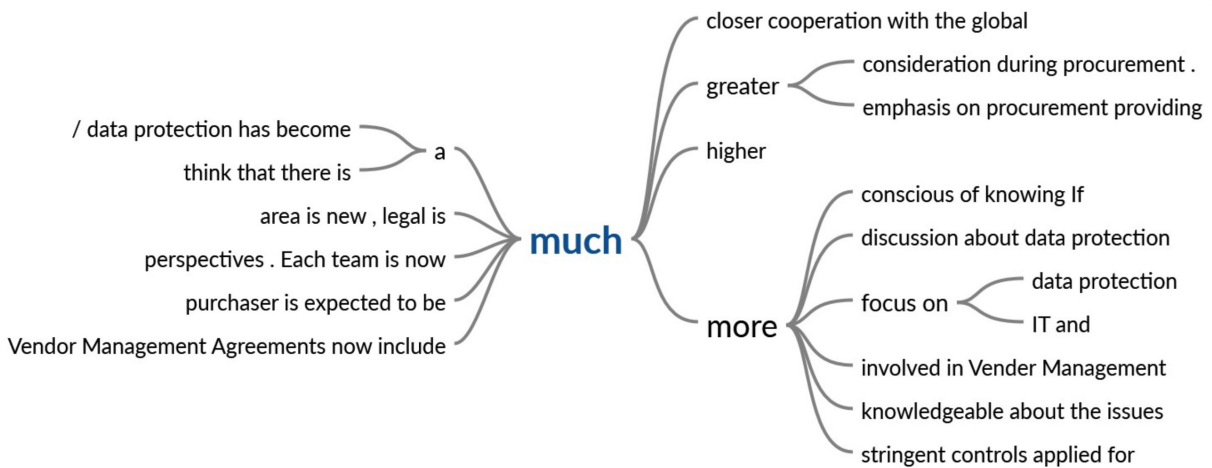 / data protection has become
think that there is
a
area is new , legal is
perspectives . Each team is now
purchaser is expected to be
Vendor Management Agreements now include
much
closer cooperation with the global
greater
consideration during procurement .
emphasis on procurement providing
higher
more
conscious of knowing If
discussion about data protection
focus on
data protection
IT and
involved in Vender Management
knowledgeable about the issues
stringent controls applied for